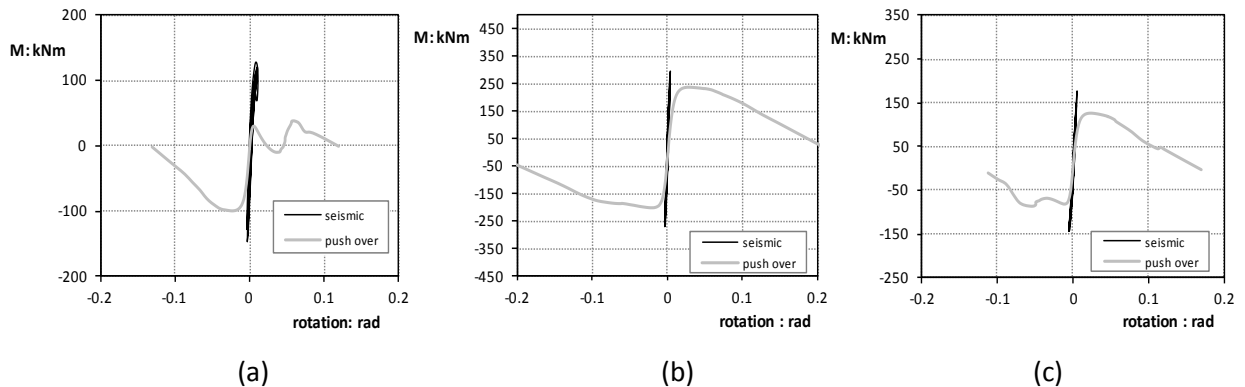 200
M: kNm
100
0
-100
-200
-0.2
-0.1
0
0.1
0.2
rotation: rad
seismic
push over
(a)
450
M: kNm
350
250
150
50
-50
-150
-250
-350
-450
-0.2
-0.1
0
0.1
0.2
rotation : rad
seismic
push over
(b)
350
M: kNm
250
150
50
-50
-150
-250
-0.2
-0.1
0
0.1
0.2
rotation : rad
seismic
push over
(c)